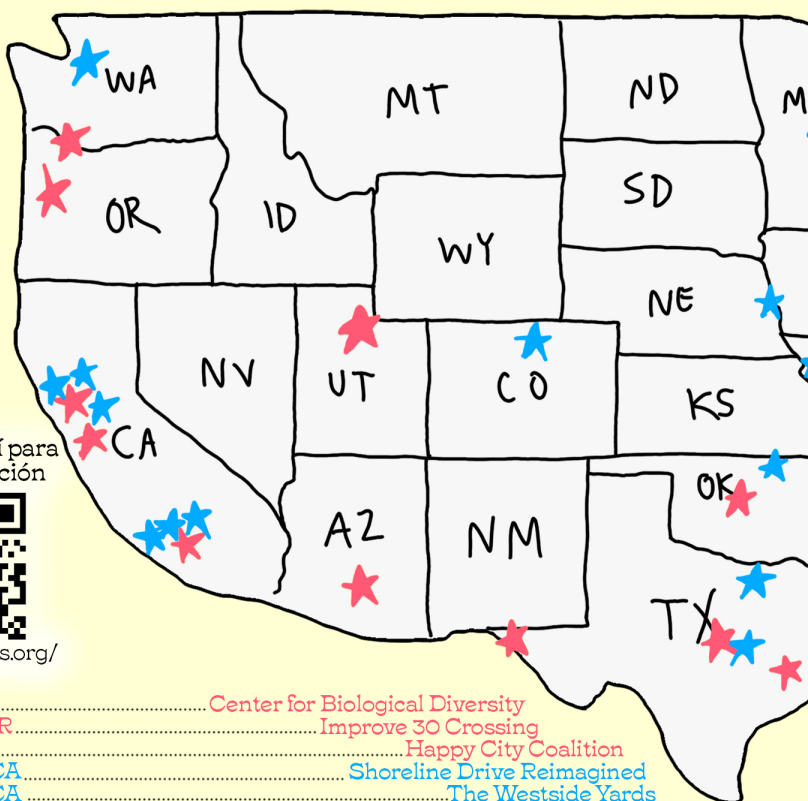 WA
MT
ND
M
OR
ID
SD
WY
NE
NV
UT
CO
KS
CA
í para
ción
OK
AZ
NM
TX
s.org/
Center for Biological Diversity
R Improve 30 Crossing
Happy City Coalition
CA Shoreline Drive Reimagined
CA The Westside Yards